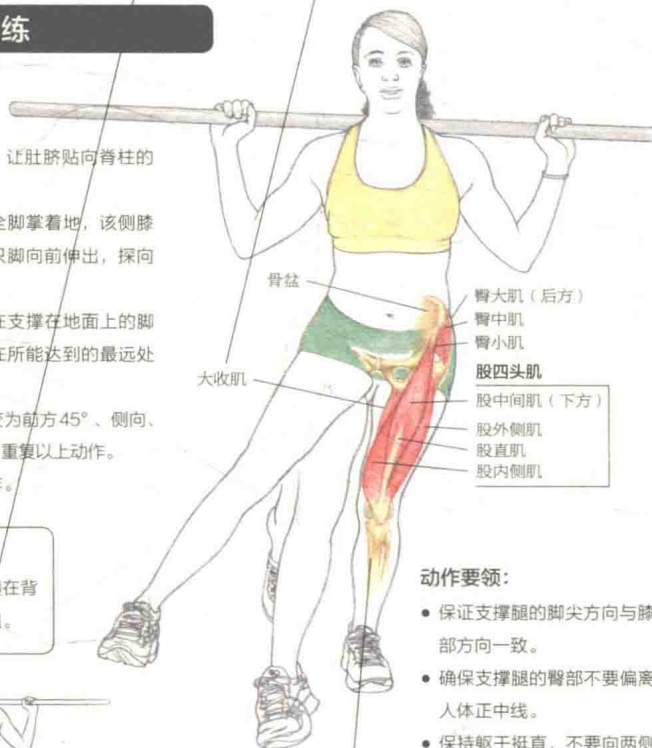 练
让肚脐贴向脊柱的
全脚掌着地，该侧膝
只脚向前伸出，探向
在支撑在地面上的脚
在所能达到的最远处
变为前方45°、侧向、
重复以上动作。
在背
骨盆
大收肌
臀大肌（后方）
臀中肌
臀小肌
股四头肌
股中间肌（下方）
股外侧肌
股直肌
股内侧肌
动作要领：
• 保证支撑腿的脚尖方向与膝
部方向一致。
• 确保支撑腿的臀部不要偏离
人体正中线。
• 保持躯干挺直，不要向两侧